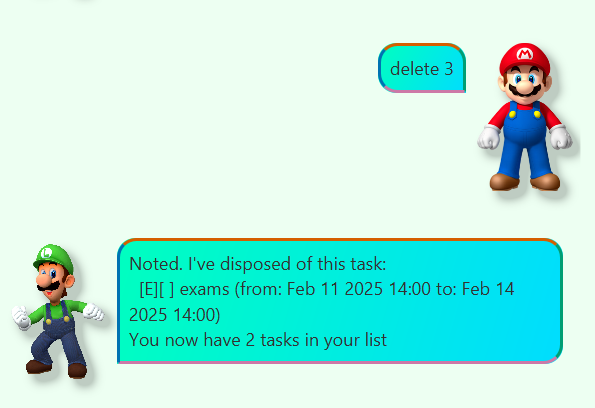 delete 3
Noted. I've disposed of this task:
[E][ ] exams (from: Feb 11 2025 14:00 to: Feb 14
2025 14:00)
You now have 2 tasks in your list